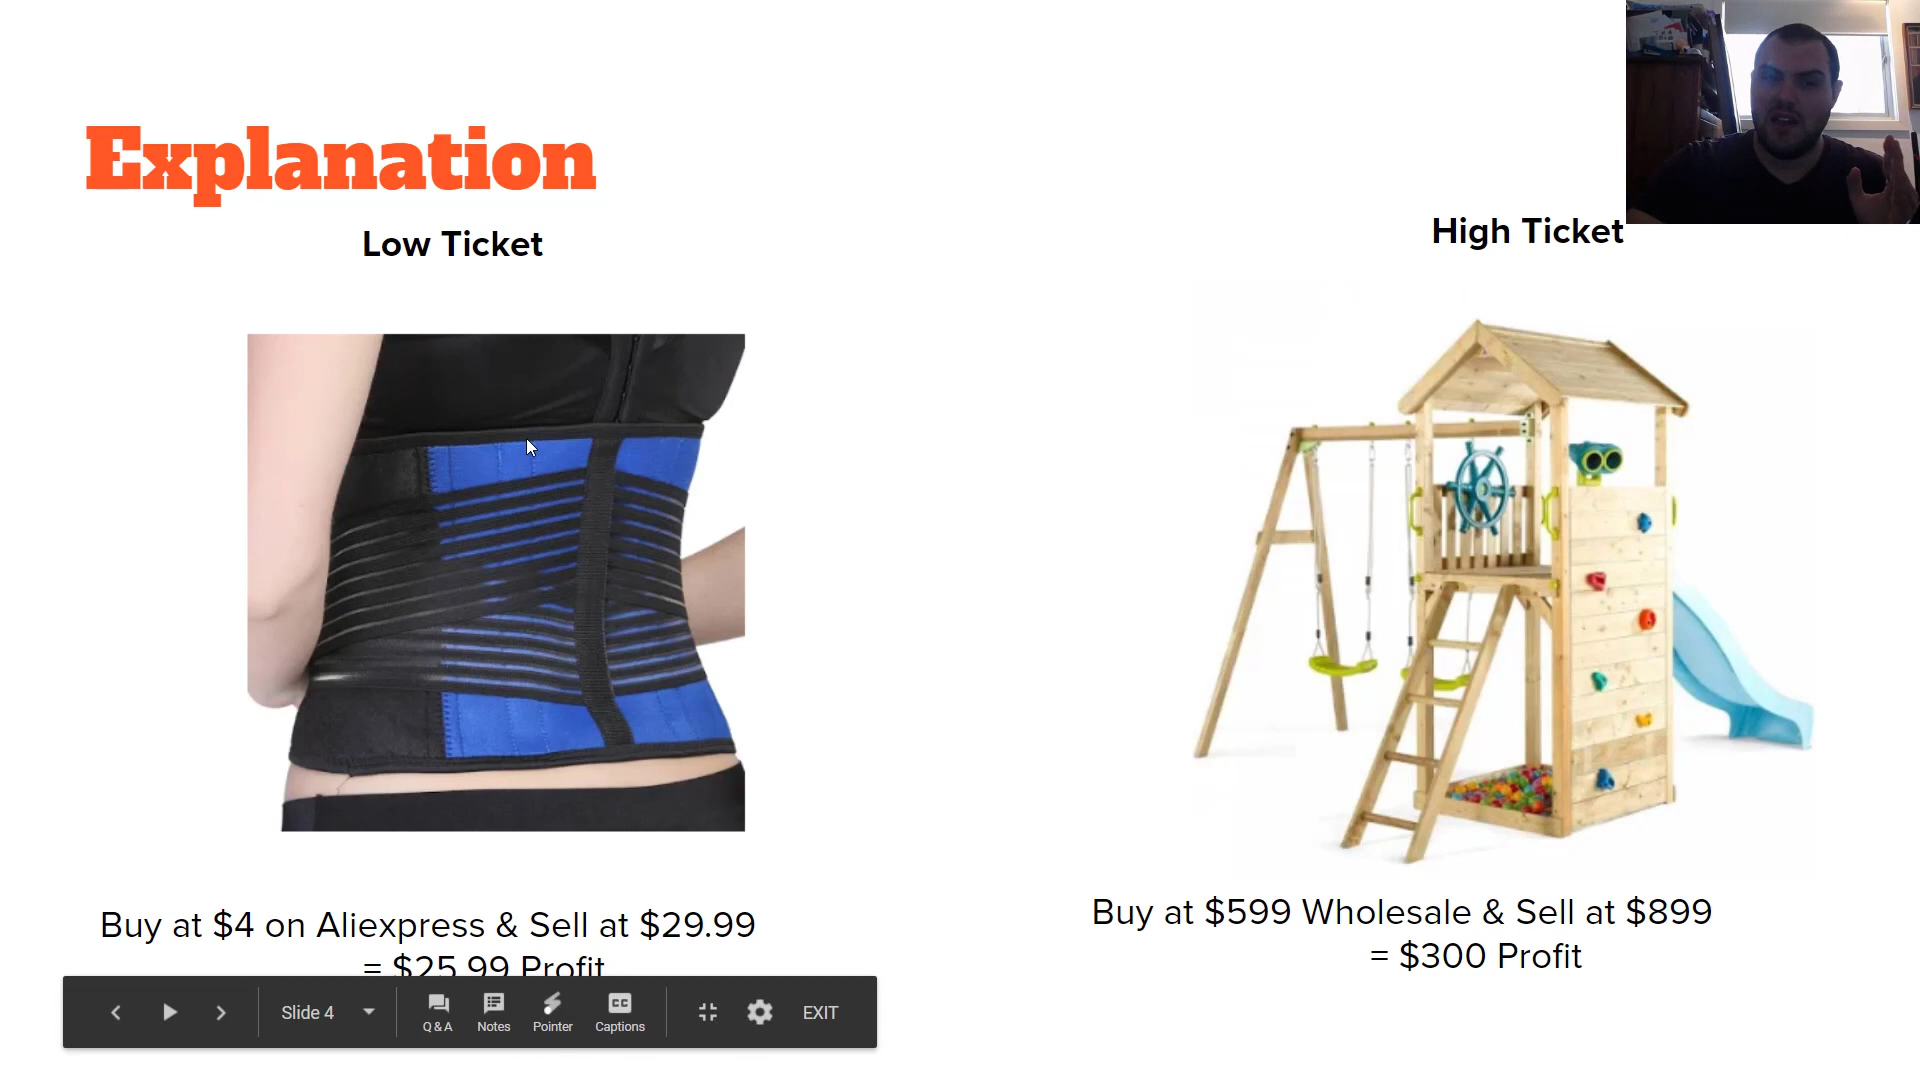 Explanation
Low Ticket
High Ticket
Buy at $4 on Aliexpress & Sell at $29.99
= $25.99 Profit
Buy at $599 Wholesale & Sell at $899
= $300 Profit
Slide 4
Q & A
Notes
Pointer
CC
Captions
EXIT